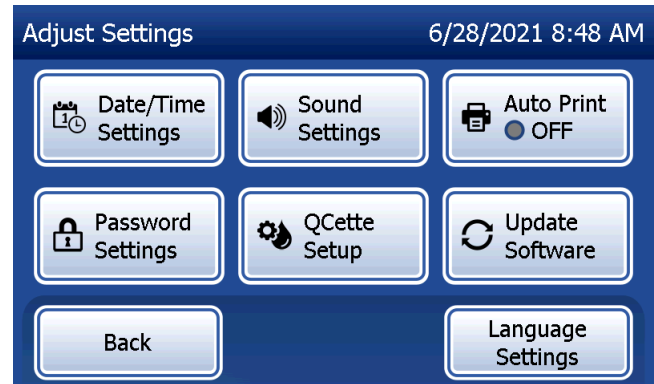 Adjust Settings 6/28/2021 8:48 AM
Date/Time
Settings
Sound
Settings
Auto Print
OFF
Password
Settings
QCette
Setup
Update
Software
Back
Language
Settings